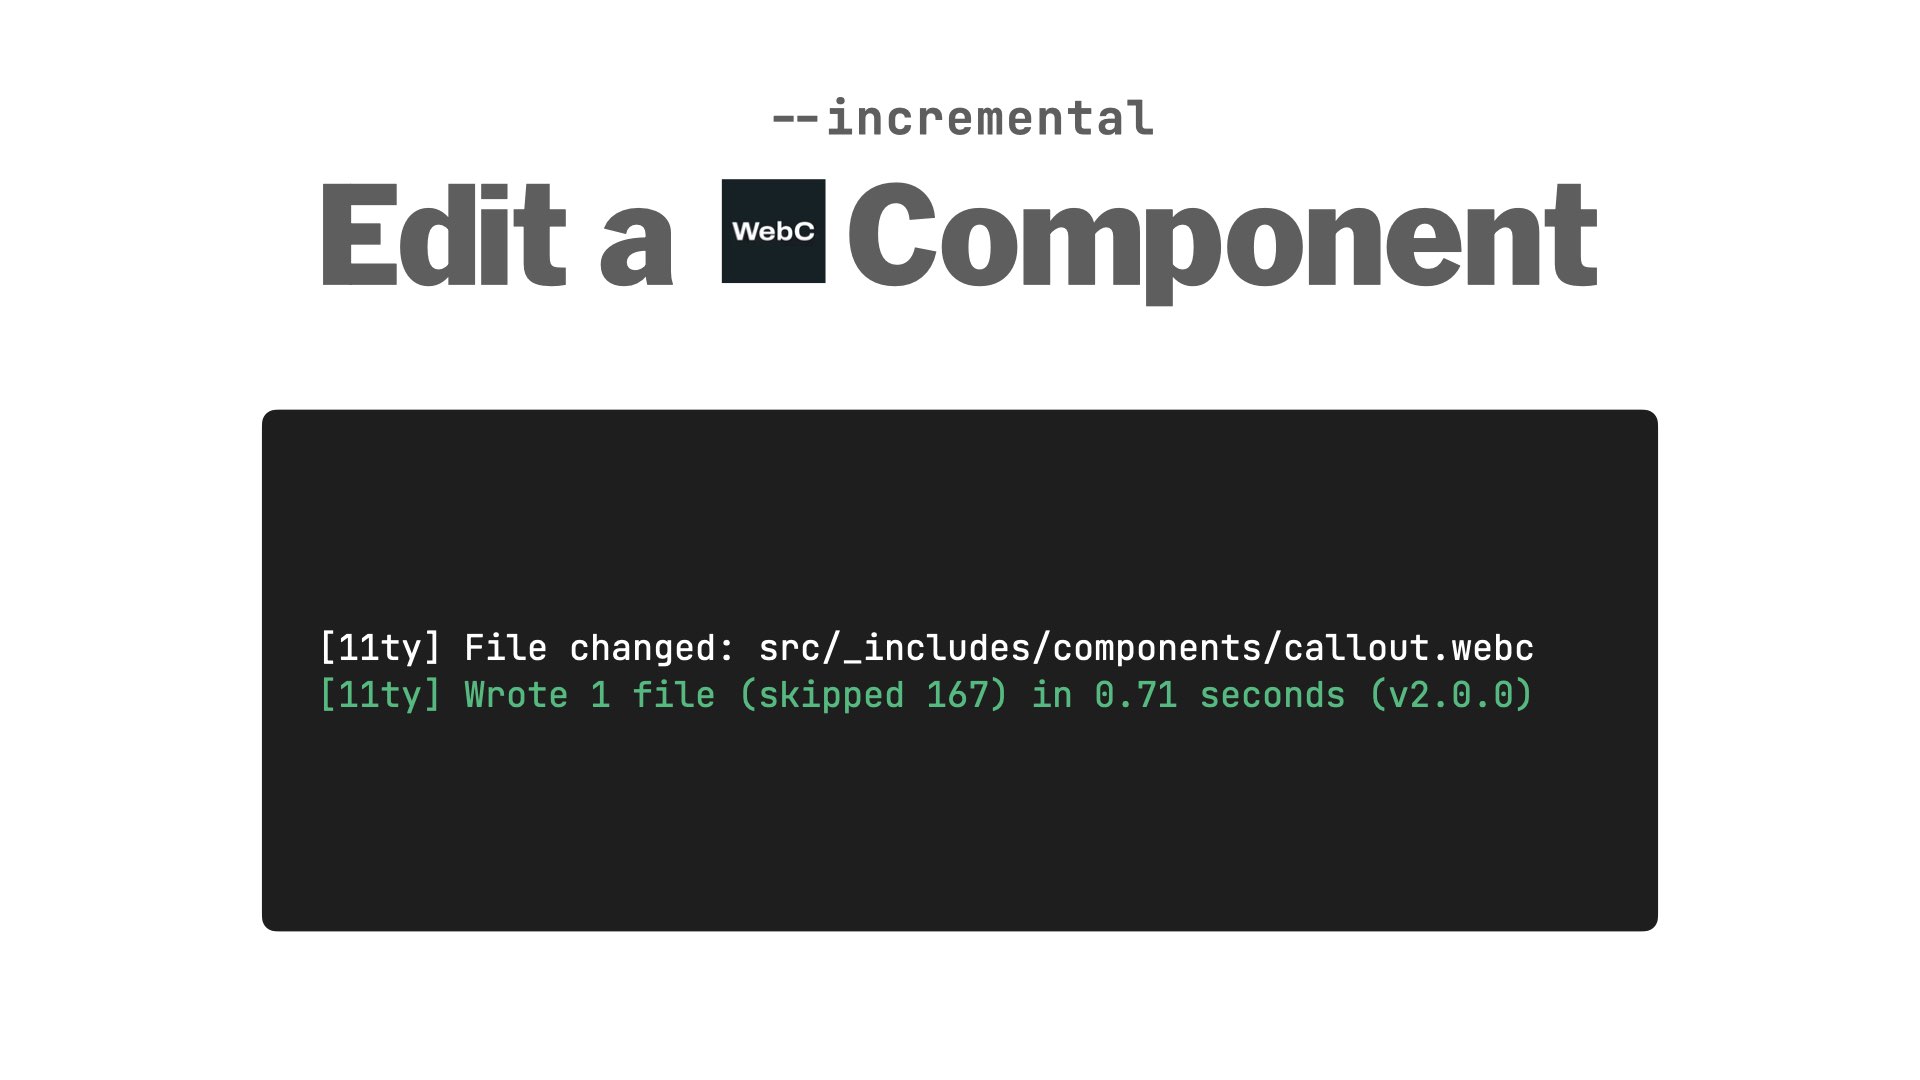 --incremental
Edit a WebC Component
[11ty] File changed: src/_includes/components/callout.webc
[11ty] Wrote 1 file (skipped 167) in 0.71 seconds (v2.0.0)